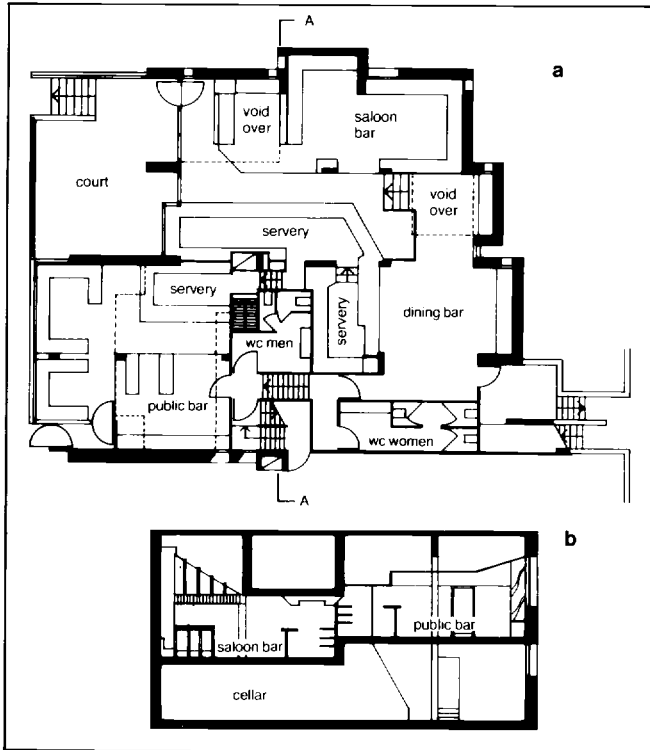 A
a
void
over
saloon
bar
court
void
over
servery
servery
servery
dining bar
wc men
public bar
wc women
A
b
public bar
saloon bar
cellar